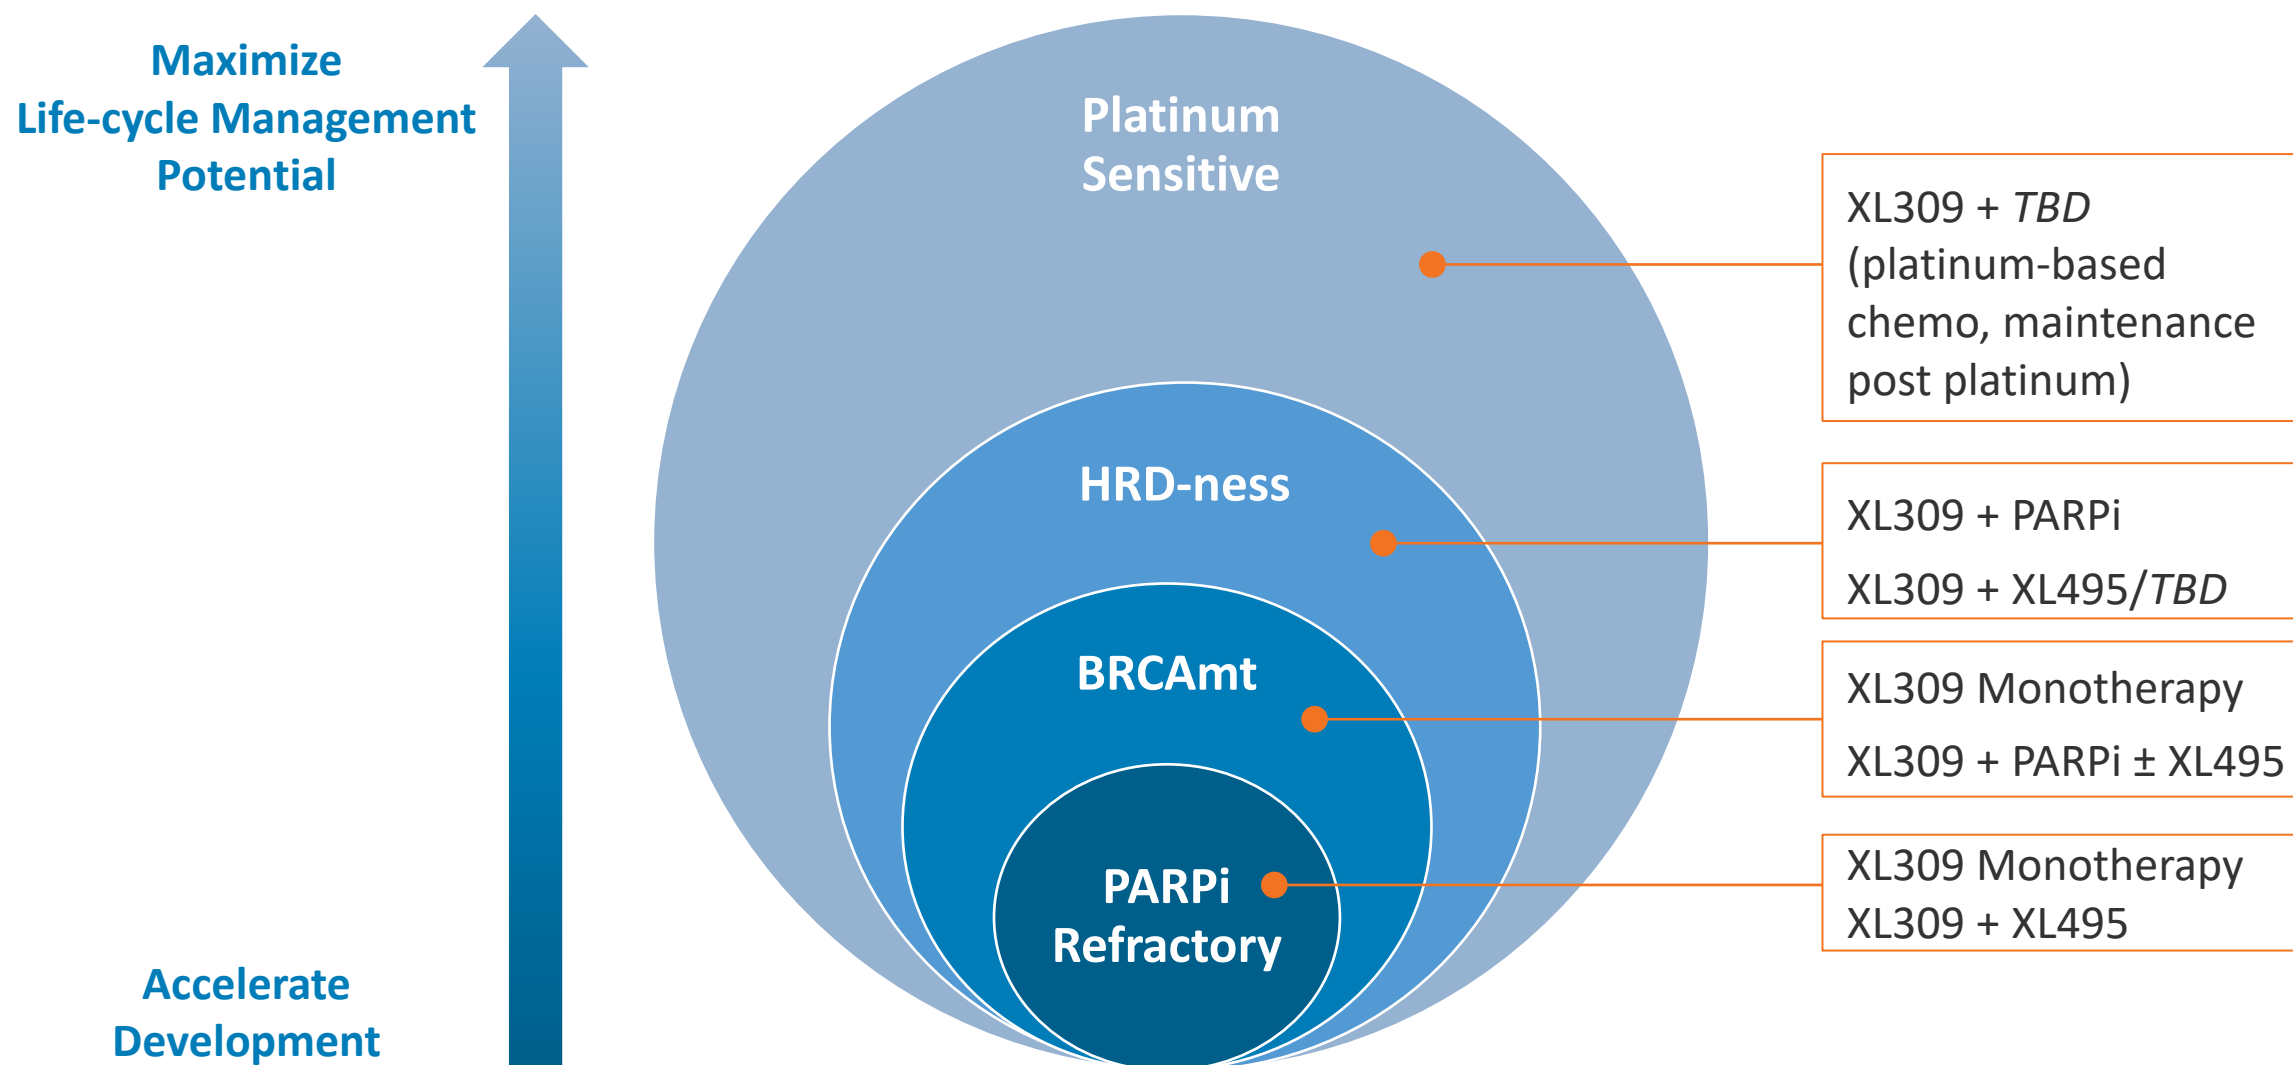 Maximize
Life-cycle Management
Potential
Accelerate
Development
Platinum
Sensitive
HRD-ness
BRCAmt
PARPi
Refractory
XL309 + TBD
(platinum-based
chemo, maintenance
post platinum)
XL309 + PARPi
XL309 + XL495/TBD
XL309 Monotherapy
XL309 + PARPi ± XL495
XL309 Monotherapy
XL309 + XL495